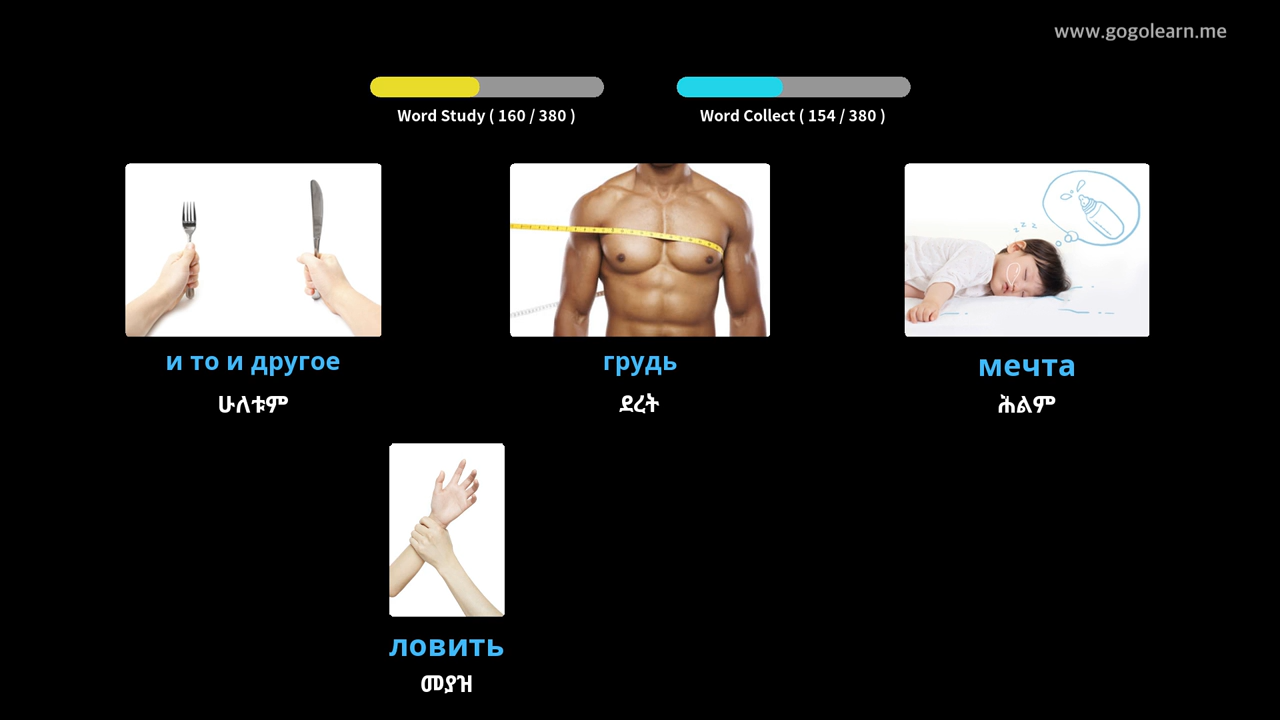 www.gogolearn.me
Word Study ( 160 / 380 )
Word Collect ( 154 / 380 )
и то и другое
ሁለቱም
грудь
ደረት
мечта
ሕልም
ловить
መያዝ